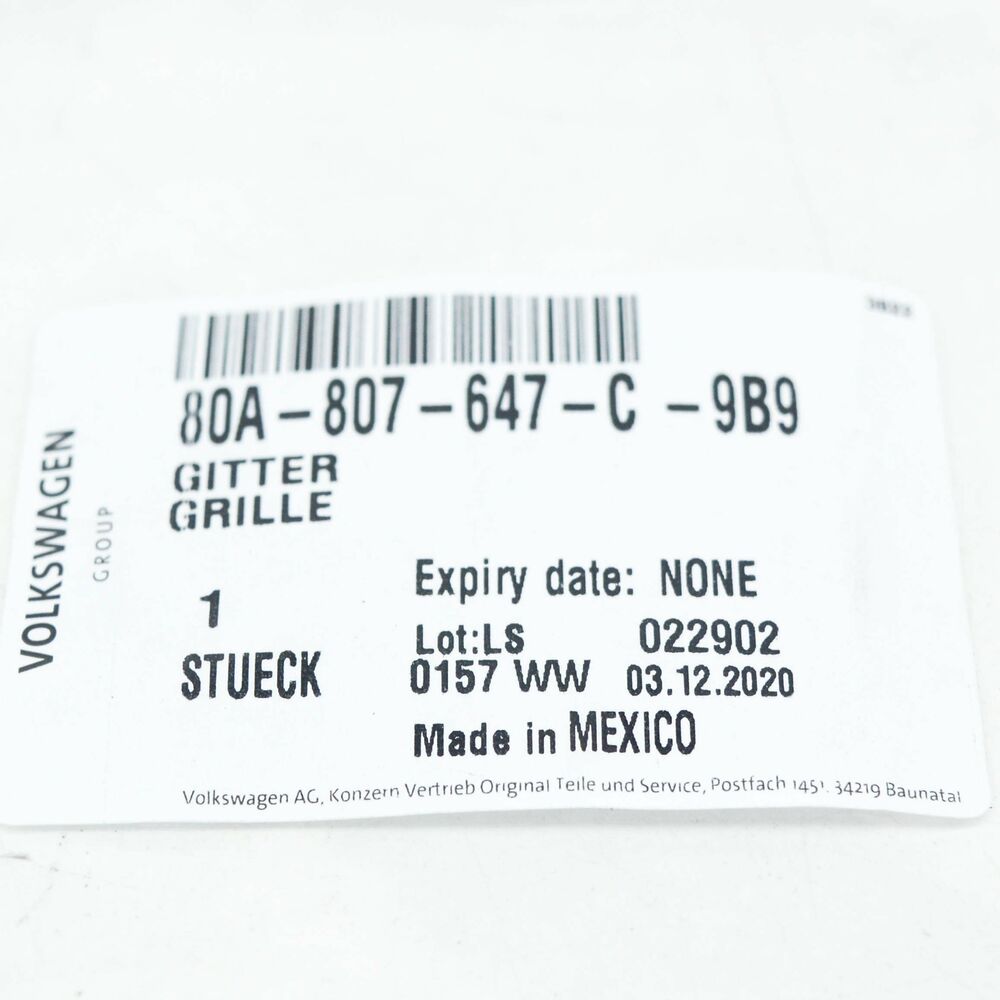 80A-807-647-C -9B9
GITTER
GRILLE
VOLKSWAGEN
GROUP
1
STUECK
Expiry date: NONE
Lot:LS 022902
0157 WW 03.12.2020
Made in MEXICO
Volkswagen AG, Konzern Vertrieb Original Teile und Service, Postfach 1451, 34219 Baunatal